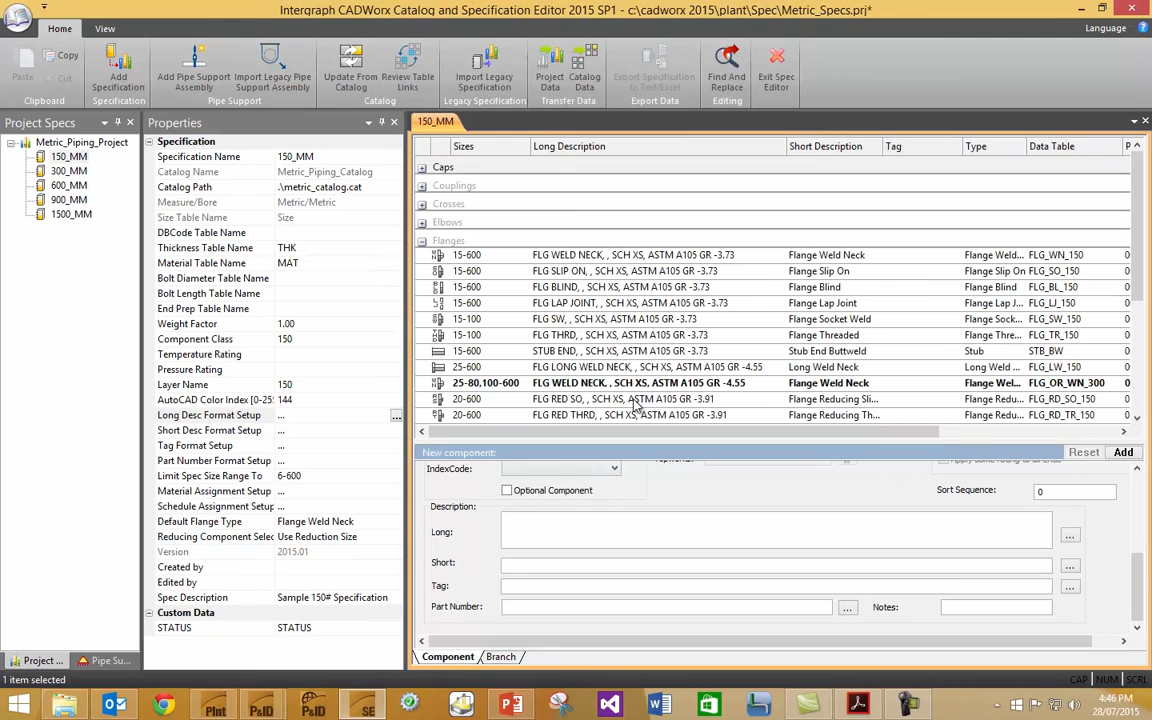 Intergraph CADWorx Catalog and Specification Editor 2015 SP1 - c:\cadworx 2015\plant\Spec\Metric_Specs.prj*
Home View Language
Paste Copy Cut
Add Specification
Add Pipe Support Assembly
Import Legacy Pipe Support Assembly
Update From Catalog
Review Table Links
Import Legacy Specification
Project Data
Catalog Data
Export Specification to Text/Excel
Find And Replace
Exit Spec Editor
Clipboard Specification Pipe Support Catalog Legacy Specification Transfer Data Export Data Editing
Project Specs
Metric_Piping_Project
150_MM
300_MM
600_MM
900_MM
1500_MM
Project ... Pipe Su...
Properties
Specification
Specification Name 150_MM
Catalog Name Metric_Piping_Catalog
Catalog Path .\metric_catalog.cat
Measure/Bore Metric/Metric
Size Table Name Size
DBCode Table Name
Thickness Table Name THK
Material Table Name MAT
Bolt Diameter Table Name
Bolt Length Table Name
End Prep Table Name
Weight Factor 1.00
Component Class 150
Temperature Rating
Pressure Rating
Layer Name 150
AutoCAD Color Index [0-25 144
Long Desc Format Setup ... ...
Short Desc Format Setup ...
Tag Format Setup ...
Part Number Format Setup ...
Limit Spec Size Range To 6-600
Material Assignment Setup ...
Schedule Assignment Setup ...
Default Flange Type Flange Weld Neck
Reducing Component Selec Use Reduction Size
Version 2015.01
Created by
Edited by
Spec Description Sample 150# Specification
Custom Data
STATUS STATUS
150_MM
Sizes Long Description Short Description Tag Type Data Table P
Caps
Couplings
Crosses
Elbows
Flanges
15-600 FLG WELD NECK, , SCH XS, ASTM A105 GR -3.73 Flange Weld Neck Flange Weld... FLG_WN_150 0
15-600 FLG SLIP ON, , SCH XS, ASTM A105 GR -3.73 Flange Slip On Flange Slip On FLG_SO_150 0
15-600 FLG BLIND, , SCH XS, ASTM A105 GR -3.73 Flange Blind Flange Blind FLG_BL_150 0
15-600 FLG LAP JOINT, , SCH XS, ASTM A105 GR -3.73 Flange Lap Joint Flange Lap J... FLG_LJ_150 0
15-100 FLG SW, , SCH XS, ASTM A105 GR -3.73 Flange Socket Weld Flange Sock... FLG_SW_150 0
15-100 FLG THRD, , SCH XS, ASTM A105 GR -3.73 Flange Threaded Flange Thre... FLG_TR_150 0
15-600 STUB END, , SCH XS, ASTM A105 GR -3.73 Stub End Buttweld Stub STB_BW 0
25-600 FLG LONG WELD NECK, , SCH XS, ASTM A105 GR -4.55 Long Weld Neck Flange Long... FLG_LW_150 0
25-80,100-600 FLG WELD NECK, , SCH XS, ASTM A105 GR -4.55 Flange Weld Neck Flange Wel... FLG_OR_WN_300 0
20-600 FLG RED SO, , SCH XS, ASTM A105 GR -3.91 Flange Reducing Sli... Flange Redu... FLG_RD_SO_150 0
20-600 FLG RED THRD, , SCH XS, ASTM A105 GR -3.91 Flange Reducing Th... Flange Redu... FLG_RD_TR_150 0
New component: Reset Add
IndexCode:
Optional Component
Sort Sequence: 0
Description:
Long: ...
Short: ...
Tag: ...
Part Number: ... Notes:
Component Branch
1 item selected CAP NUM SCRL
PInt P&ID P&ID SE
4:46 PM
28/07/2015